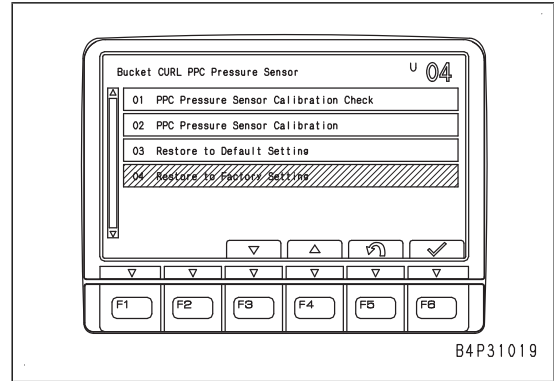 Bucket CURL PPC Pressure Sensor U 04
01 PPC Pressure Sensor Calibration Check
02 PPC Pressure Sensor Calibration
03 Restore to Default Setting
04 Restore to Factory Setting
F1 F2 F3 F4 F5 F6
B4P31019